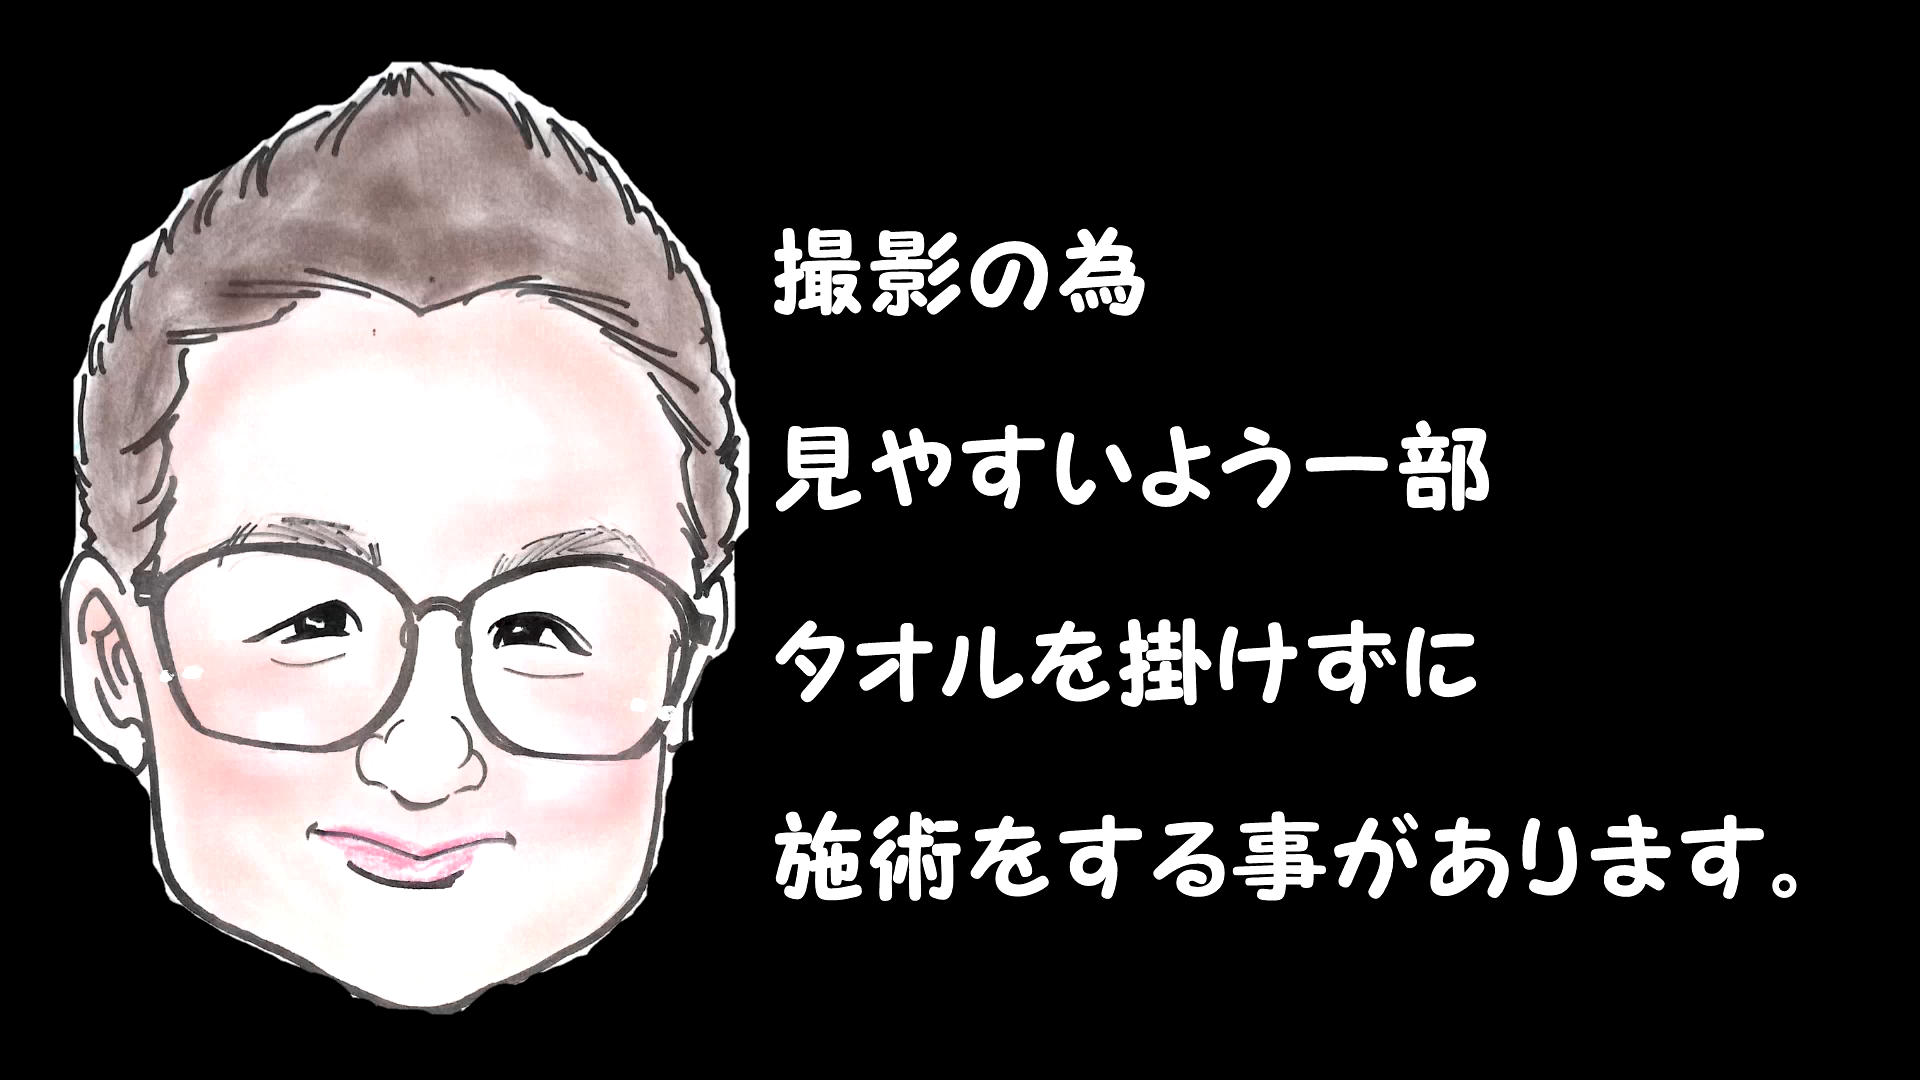 撮影の為
見やすいよう一部
タオルを掛けずに
施術をする事があります。